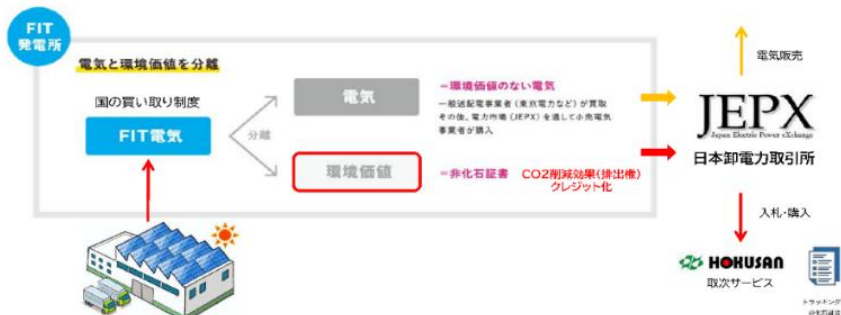 FIT
発電所
電気と環境価値を分離
国の買い取り制度
FIT電気
分離
電気
=環境価値のない電気
一般送配電事業者(東京電力など)が買取
その後、電力市場(JEPX)を通して小売電気
事業者が購入
環境価値
=非化石証書
CO2削減効果(排出権)
クレジット化
電気販売
JEPX
Japan Electric Power eXchange
日本卸電力取引所
入札・購入
HOKUSAN
取次サービス
トラッキング
非化石証書